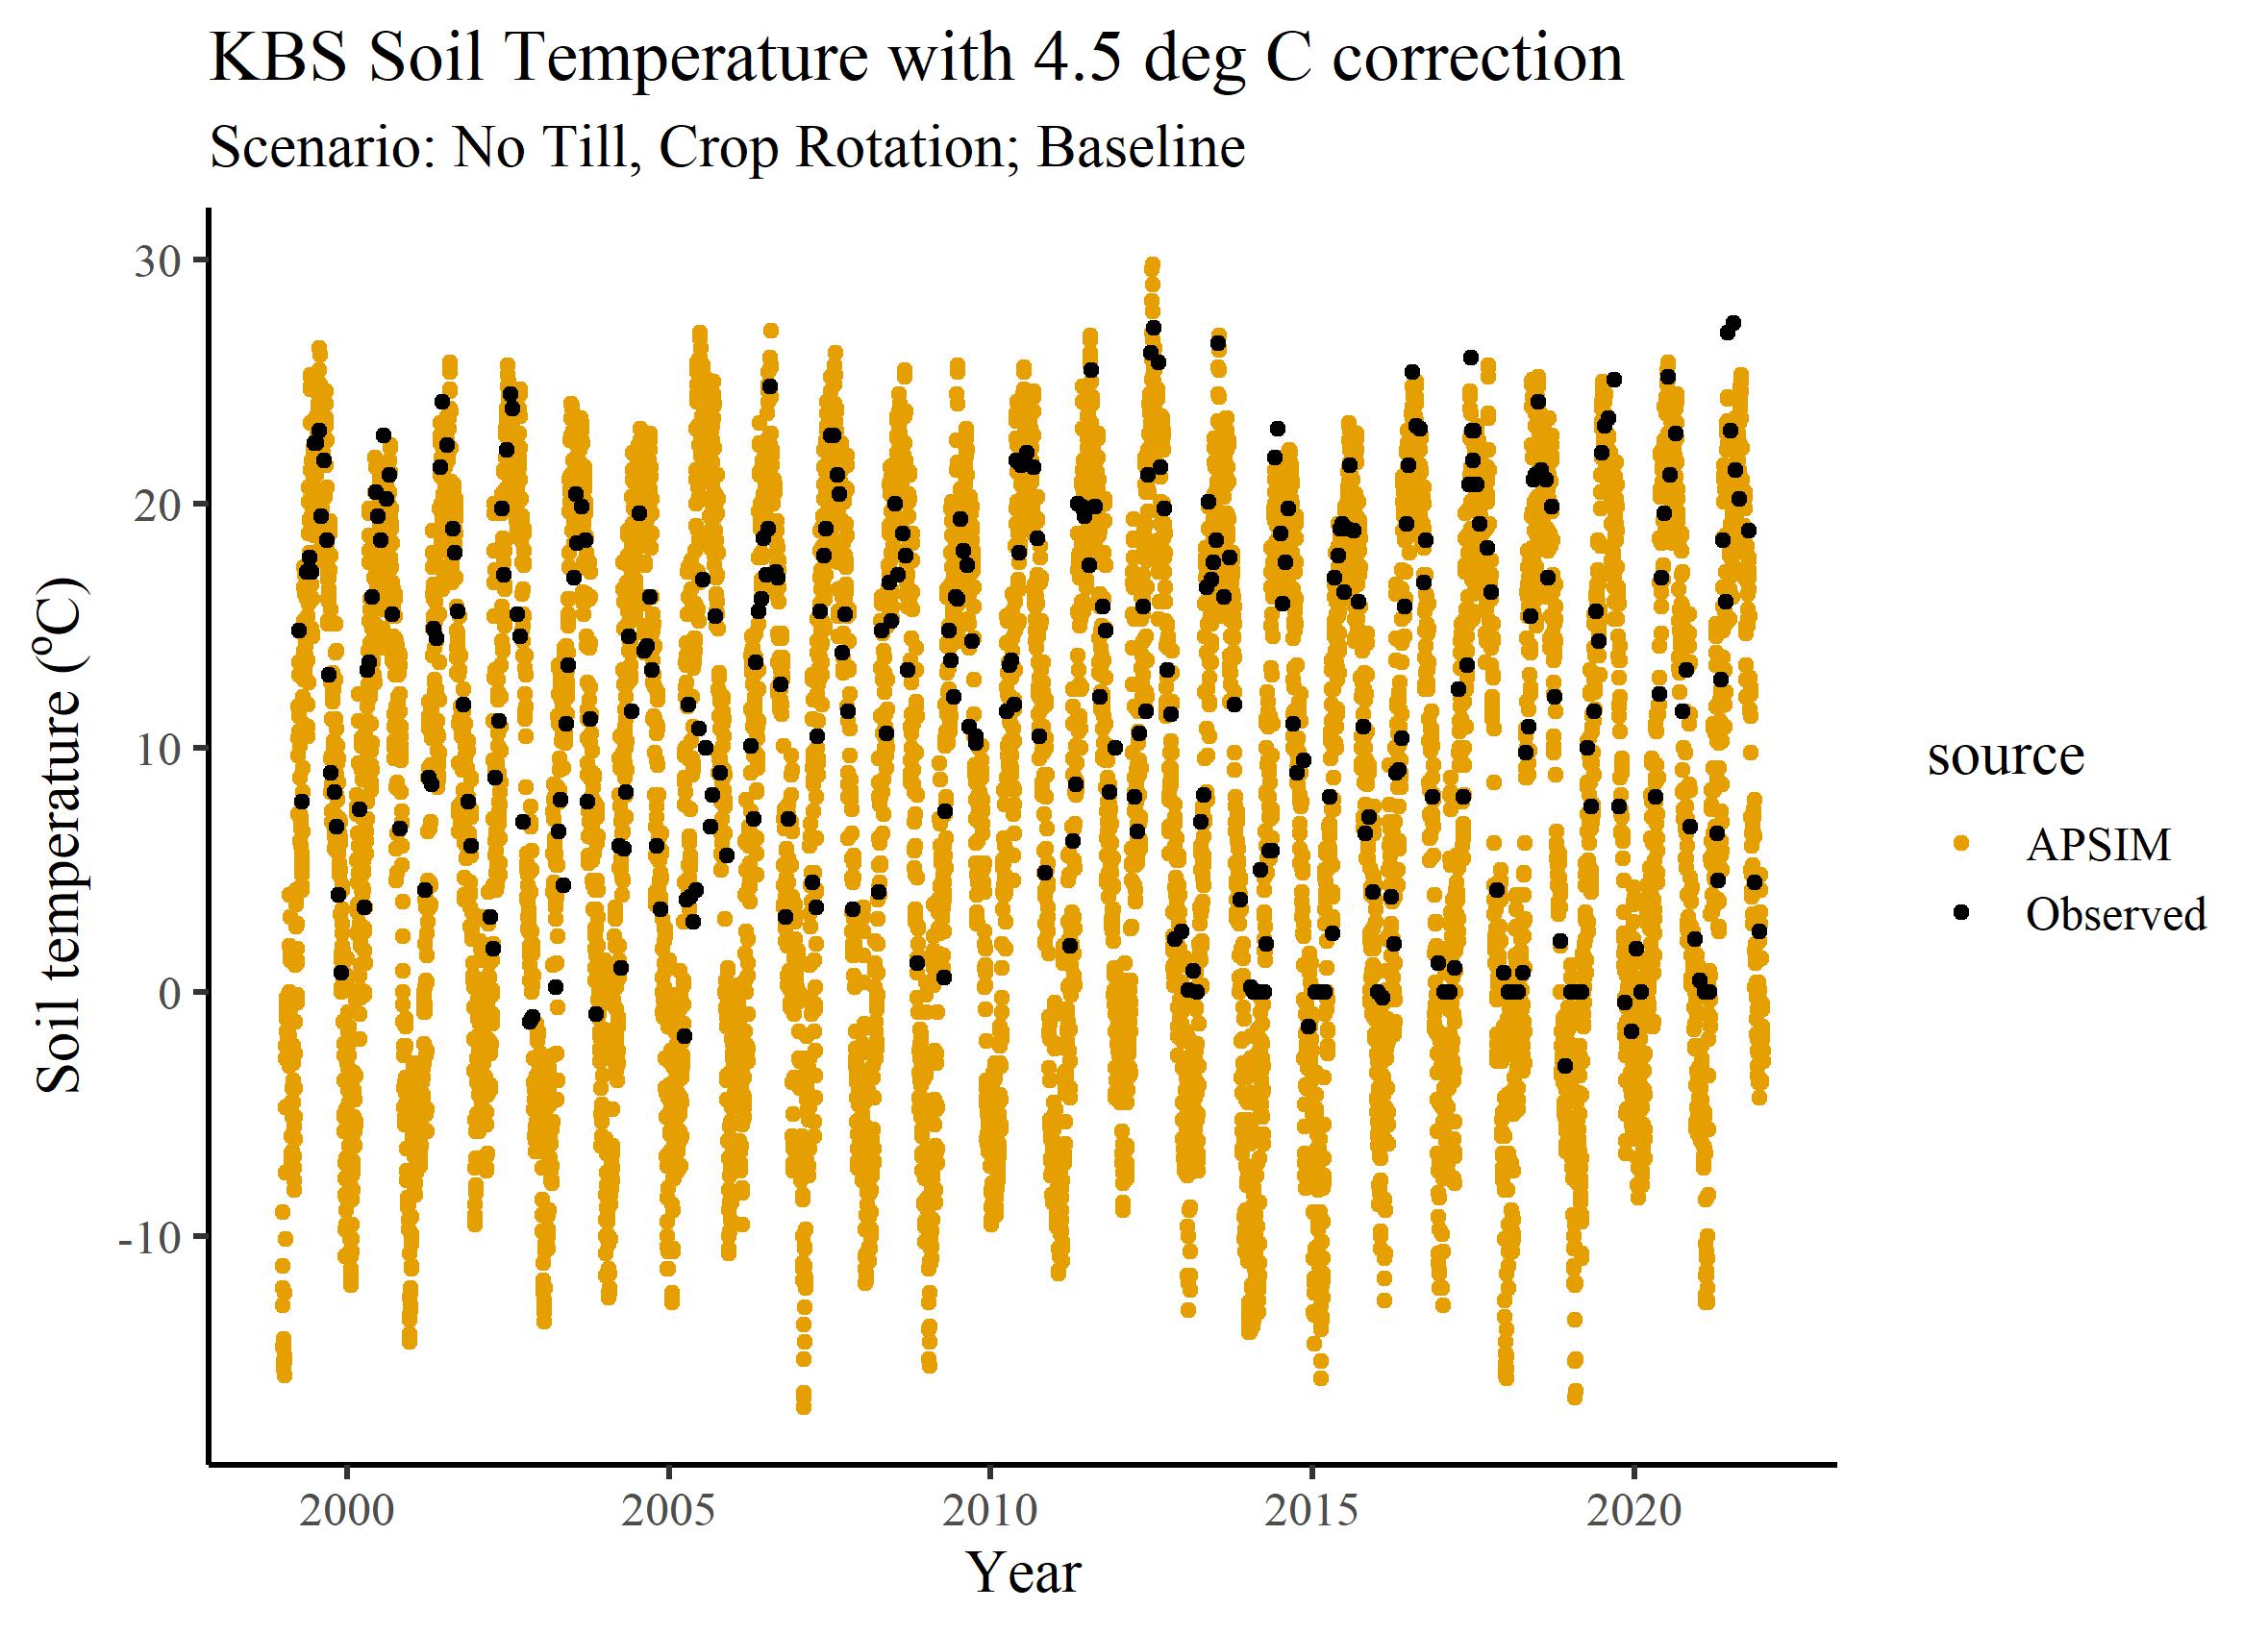 KBS Soil Temperature with 4.5 deg C correction
Scenario: No Till, Crop Rotation; Baseline
Soil temperature (°C)
30
20
10
0
-10
2000 2005 2010 2015 2020
Year
source
APSIM
Observed